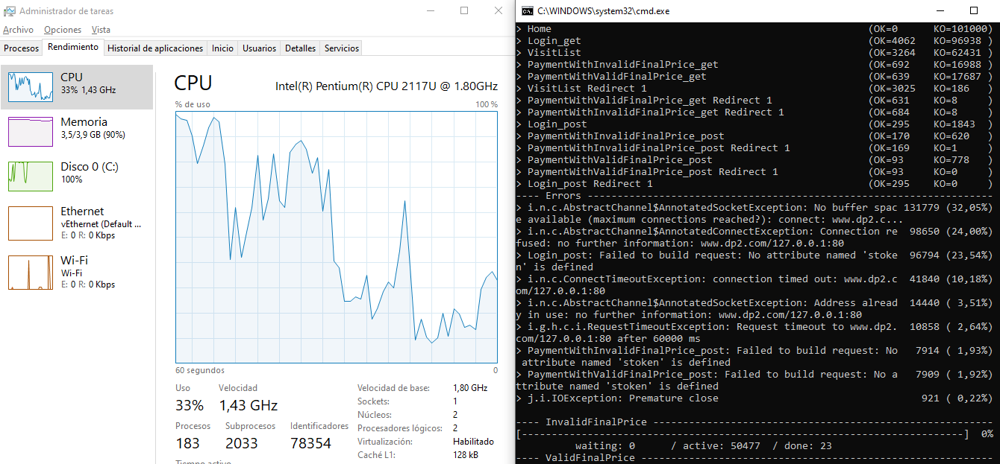 Administrador de tareas
Archivo Opciones Vista
Procesos Rendimiento Historial de aplicaciones Inicio Usuarios Detalles Servicios
CPU
33% 1,43 GHz
Memoria
3,5/3,9 GB (90%)
Disco 0 (C:)
100%
Ethernet
vEthernet (Default ...
E: 0 R: 0 Kbps
Wi-Fi
Wi-Fi
E: 0 R: 0 Kbps
CPU Intel(R) Pentium(R) CPU 2117U @ 1.80GHz
% de uso 100 %
60 segundos 0
Uso Velocidad
33% 1,43 GHz
Procesos Subprocesos Identificadores
183 2033 78354
Tiempo activo
Velocidad de base: 1,80 GHz
Sockets: 1
Núcleos: 2
Procesadores lógicos: 2
Virtualización: Habilitado
Caché L1: 128 kB
C:\WINDOWS\system32\cmd.exe
> Home (OK=0 KO=101000)
> Login_get (OK=4062 KO=96938 )
> VisitList (OK=3264 KO=62431 )
> PaymentWithInvalidFinalPrice_get (OK=692 KO=16988 )
> PaymentWithValidFinalPrice_get (OK=639 KO=17687 )
> VisitList Redirect 1 (OK=3025 KO=186 )
> PaymentWithValidFinalPrice_get Redirect 1 (OK=631 KO=8 )
> PaymentWithInvalidFinalPrice_get Redirect 1 (OK=684 KO=8 )
> Login_post (OK=295 KO=1843 )
> PaymentWithInvalidFinalPrice_post (OK=170 KO=620 )
> PaymentWithInvalidFinalPrice_post Redirect 1 (OK=169 KO=1 )
> PaymentWithValidFinalPrice_post (OK=93 KO=778 )
> PaymentWithValidFinalPrice_post Redirect 1 (OK=93 KO=0 )
> Login_post Redirect 1 (OK=295 KO=0 )
---- Errors --------------------------------------------------------------------
> i.n.c.AbstractChannel$AnnotatedSocketException: No buffer spac 131779 (32,05%)
e available (maximum connections reached?): connect: www.dp2.c...
> i.n.c.AbstractChannel$AnnotatedConnectException: Connection re 98650 (24,00%)
fused: no further information: www.dp2.com/127.0.0.1:80
> Login_post: Failed to build request: No attribute named 'stoke 96794 (23,54%)
n' is defined
> i.n.c.ConnectTimeoutException: connection timed out: www.dp2.c 41840 (10,18%)
om/127.0.0.1:80
> i.n.c.AbstractChannel$AnnotatedSocketException: Address alread 14440 ( 3,51%)
y in use: no further information: www.dp2.com/127.0.0.1:80
> i.g.h.c.i.RequestTimeoutException: Request timeout to www.dp2. 10858 ( 2,64%)
com/127.0.0.1:80 after 60000 ms
> PaymentWithInvalidFinalPrice_post: Failed to build request: No 7914 ( 1,93%)
attribute named 'stoken' is defined
> PaymentWithValidFinalPrice_post: Failed to build request: No a 7909 ( 1,92%)
ttribute named 'stoken' is defined
> j.i.IOException: Premature close 921 ( 0,22%)
---- InvalidFinalPrice ---------------------------------------------------------
[--------------------------------------------------------------------------] 0%
waiting: 0 / active: 50477 / done: 23
---- ValidFinalPrice -----------------------------------------------------------